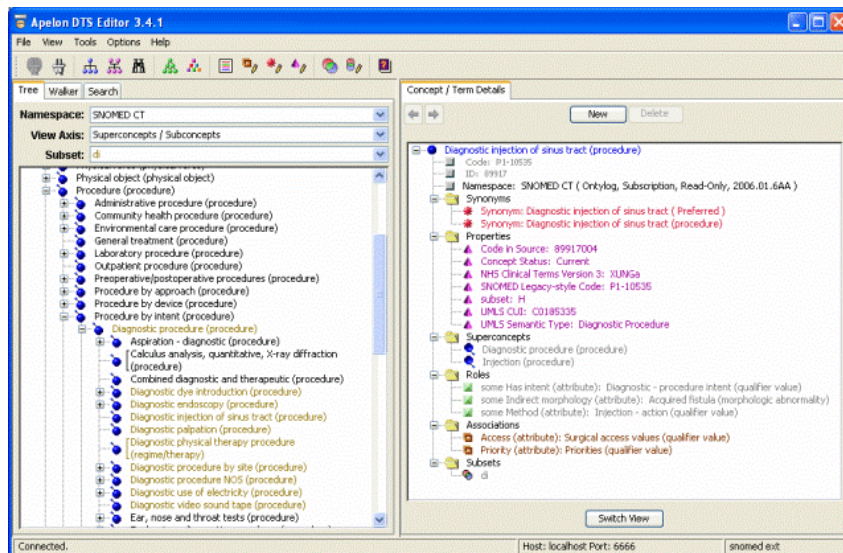 Apelon DTS Editor 3.4.1
File View Tools Options Help
Tree Walker Search
Namespace: SNOMED CT
View Axis: Superconcepts / Subconcepts
Subset: di
Physical object (physical object)
Procedure (procedure)
Administrative procedure (procedure)
Community health procedure (procedure)
Environmental care procedure (procedure)
General treatment (procedure)
Laboratory procedure (procedure)
Outpatient procedure (procedure)
Preoperative/postoperative procedures (procedure)
Procedure by approach (procedure)
Procedure by device (procedure)
Procedure by intent (procedure)
Diagnostic procedure (procedure)
Aspiration - diagnostic (procedure)
Calculus analysis, quantitative, X-ray diffraction
(procedure)
Combined diagnostic and therapeutic (procedure)
Diagnostic dye introduction (procedure)
Diagnostic endoscopy (procedure)
Diagnostic injection of sinus tract (procedure)
Diagnostic palpation (procedure)
Diagnostic physical therapy procedure
(regime/therapy)
Diagnostic procedure by site (procedure)
Diagnostic procedure NOS (procedure)
Diagnostic use of electricity (procedure)
Diagnostic video sound tape (procedure)
Ear, nose and throat tests (procedure)
Concept / Term Details
New Delete
Diagnostic injection of sinus tract (procedure)
Code: P1-10535
ID: 89917
Namespace: SNOMED CT ( Ontylog, Subscription, Read-Only, 2006.01.6AA )
Synonyms
Synonym: Diagnostic injection of sinus tract ( Preferred )
Synonym: Diagnostic injection of sinus tract (procedure)
Properties
Code in Source: 89917004
Concept Status: Current
NHS Clinical Terms Version 3: XUNGa
SNOMED Legacy-style Code: P1-10535
subset: H
UMLS CUI: C0185335
UMLS Semantic Type: Diagnostic Procedure
Superconcepts
Diagnostic procedure (procedure)
Injection (procedure)
Roles
some Has intent (attribute): Diagnostic - procedure intent (qualifier value)
some Indirect morphology (attribute): Acquired fistula (morphologic abnormality)
some Method (attribute): Injection - action (qualifier value)
Associations
Access (attribute): Surgical access values (qualifier value)
Priority (attribute): Priorities (qualifier value)
Subsets
di
Switch View
Connected. Host: localhost Port: 6666 snomed ext